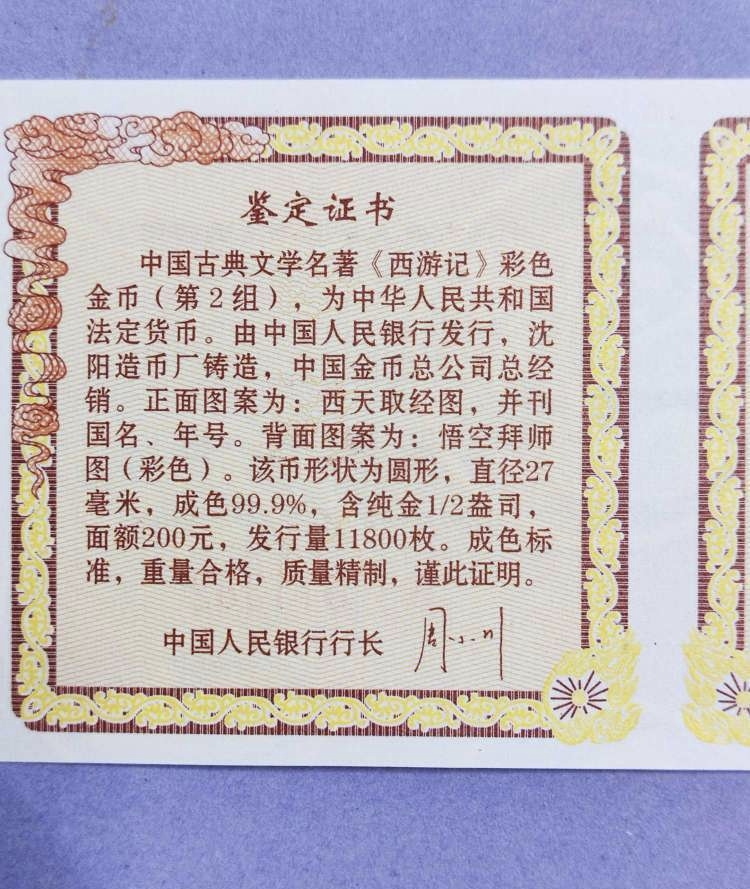 鉴定证书
中国古典文学名著《西游记》彩色
金币（第2组），为中华人民共和国
法定货币。由中国人民银行发行，沈
阳造币厂铸造，中国金币总公司总经
销。正面图案为：西天取经图，并刊
国名、年号。背面图案为：悟空拜师
图（彩色）。该币形状为圆形，直径27
毫米，成色99.9%，含纯金1/2盎司，
面额200元，发行量11800枚。成色标
准，重量合格，质量精制，谨此证明。
中国人民银行行长 周小川